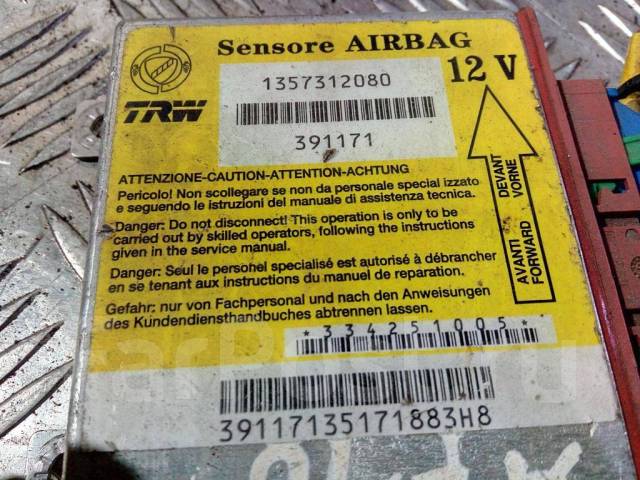 Sensore AIRBAG
12 V
1357312080
TRW
391171
ATTENZIONE-CAUTION-ATTENTION-ACHTUNG
Pericolo! Non scollegare se non da personale special izzato
e seguendo le istruzioni del manuale di assistenza tecnica.
Danger: Do not disconnect! This operation is only to be
carried out by skilled operators, following the instructions
given in the service manual.
Danger: Seul le personel specialisé est autorisé à débrancher
en se tenant aux instructions du manuel de reparation.
Gefahr: nur von Fachpersonal und nach den Anweisungen
des Kundendiensthandbuches abtrennen lassen.
AVANTI DEVANT
FORWARD VORNE
*334251005*
39117135171883H8